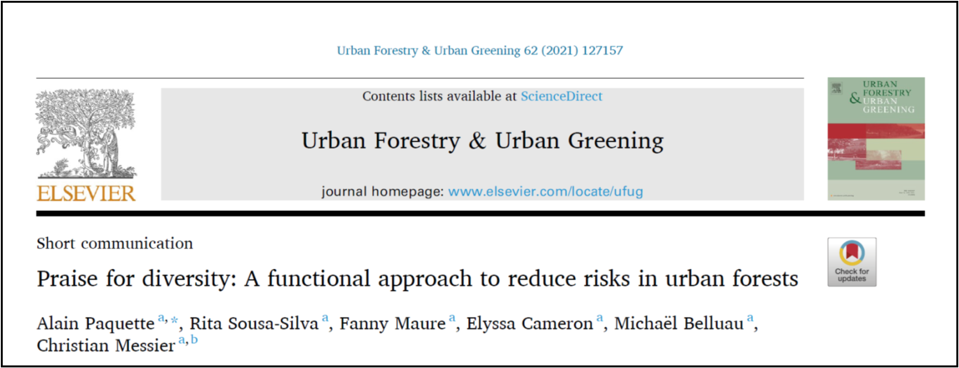 Urban Forestry & Urban Greening 62 (2021) 127157
Contents lists available at ScienceDirect
Urban Forestry & Urban Greening
journal homepage: www.elsevier.com/locate/ufug
ELSEVIER
URBAN
FORESTRY
& URBAN
GREENING
Short communication
Check for
updates
Praise for diversity: A functional approach to reduce risks in urban forests
Alain Paquette a,*, Rita Sousa-Silva a, Fanny Maure a, Elyssa Cameron a, Michaël Belluau a,
Christian Messier a,b